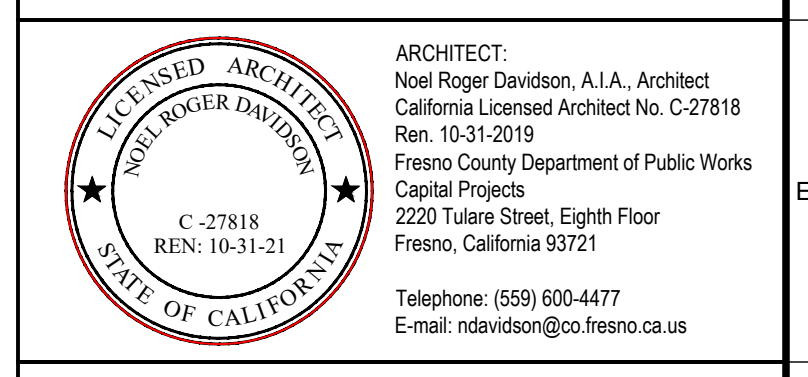 LICENSED ARCHITECT
NOEL ROGER DAVIDSON
C -27818
REN: 10-31-21
STATE OF CALIFORNIA
ARCHITECT:
Noel Roger Davidson, A.I.A., Architect
California Licensed Architect No. C-27818
Ren. 10-31-2019
Fresno County Department of Public Works
Capital Projects
2220 Tulare Street, Eighth Floor
Fresno, California 93721
Telephone: (559) 600-4477
E-mail: ndavidson@co.fresno.ca.us
E